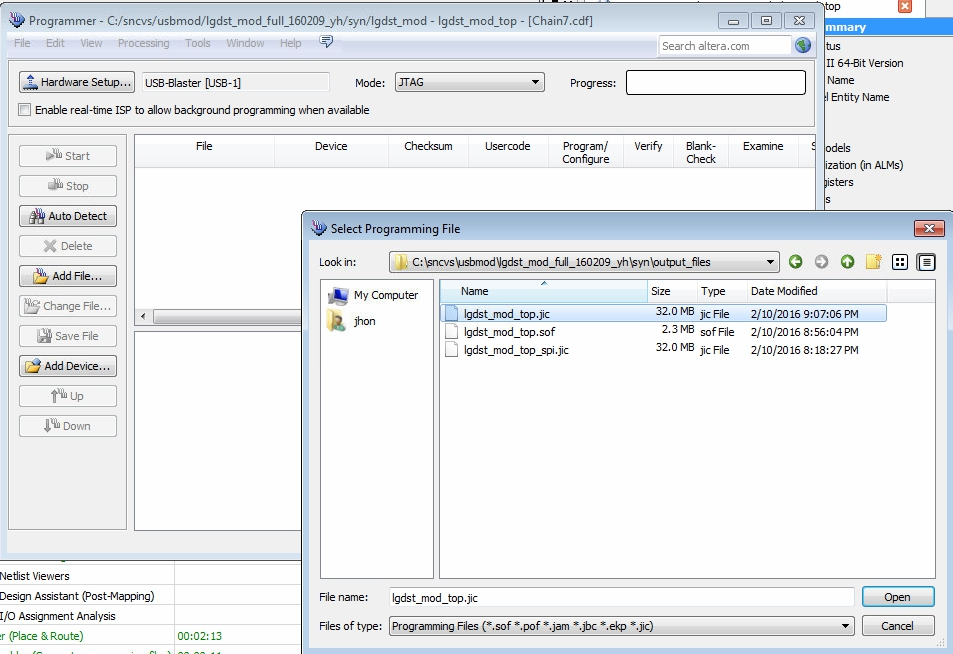 Programmer - C:/sncvs/usbmod/lgdst_mod_full_160209_yh/syn/lgdst_mod - lgdst_mod_top - [Chain7.cdf]
File Edit View Processing Tools Window Help
Search altera.com
Hardware Setup... USB-Blaster [USB-1] Mode: JTAG Progress:
Enable real-time ISP to allow background programming when available
Start
Stop
Auto Detect
Delete
Add File...
Change File...
Save File
Add Device...
Up
Down
File Device Checksum Usercode Program/ Configure Verify Blank- Check Examine S
top
mmary
tus
II 64-Bit Version
Name
l Entity Name
odels
ization (in ALMs)
gisters
s
Select Programming File
Look in: C:\sncvs\usbmod\lgdst_mod_full_160209_yh\syn\output_files
My Computer
jhon
Name Size Type Date Modified
lgdst_mod_top.jic 32.0 MB jic File 2/10/2016 9:07:06 PM
lgdst_mod_top.sof 2.3 MB sof File 2/10/2016 8:56:04 PM
lgdst_mod_top_spi.jic 32.0 MB jic File 2/10/2016 8:18:27 PM
File name: lgdst_mod_top.jic Open
Files of type: Programming Files (*.sof *.pof *.jam *.jbc *.ekp *.jic) Cancel
Netlist Viewers
Design Assistant (Post-Mapping)
I/O Assignment Analysis
r (Place & Route) 00:02:13